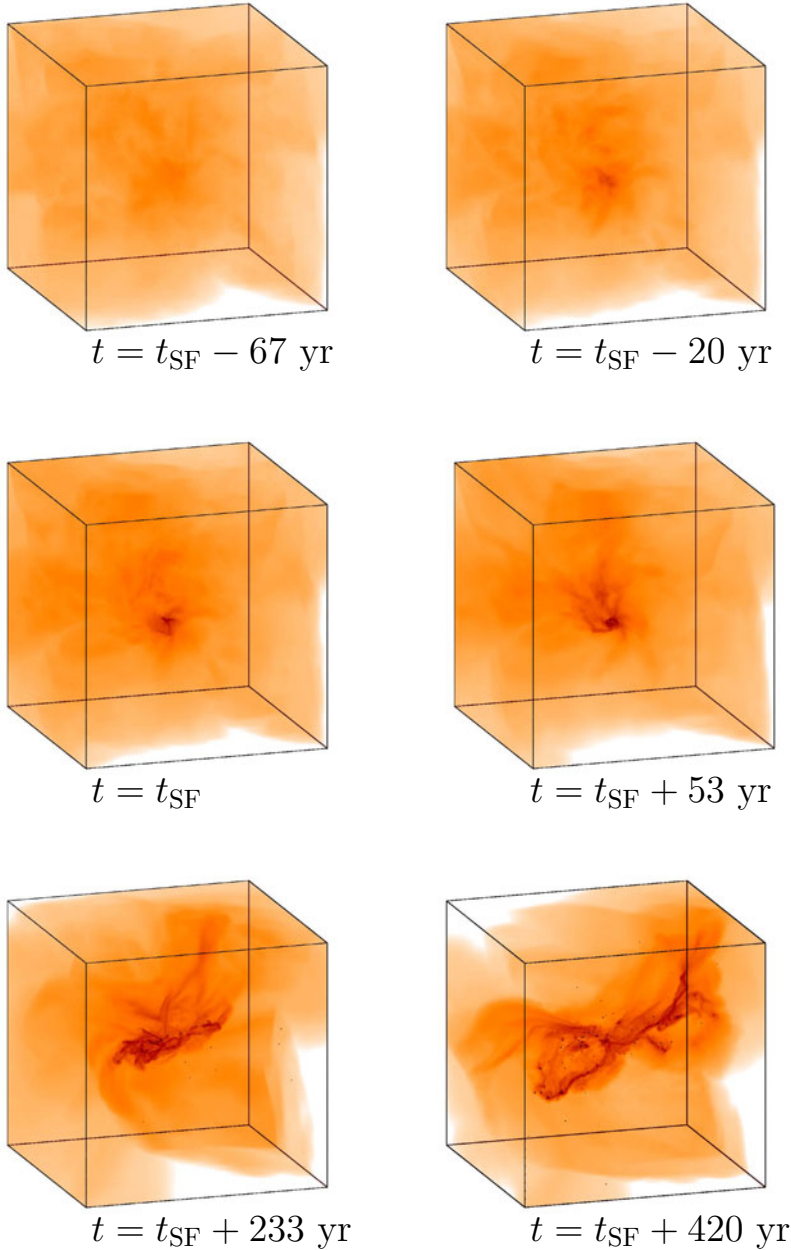 t = t_SF − 67 yr
t = t_SF − 20 yr
t = t_SF
t = t_SF + 53 yr
t = t_SF + 233 yr
t = t_SF + 420 yr